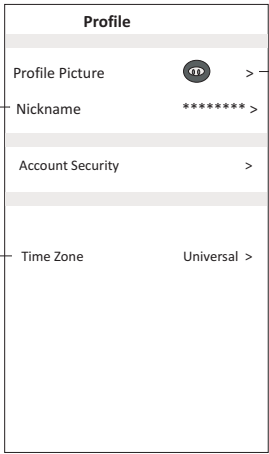 Profile
Profile Picture >
Nickname ******** >
Account Security >
Time Zone Universal >